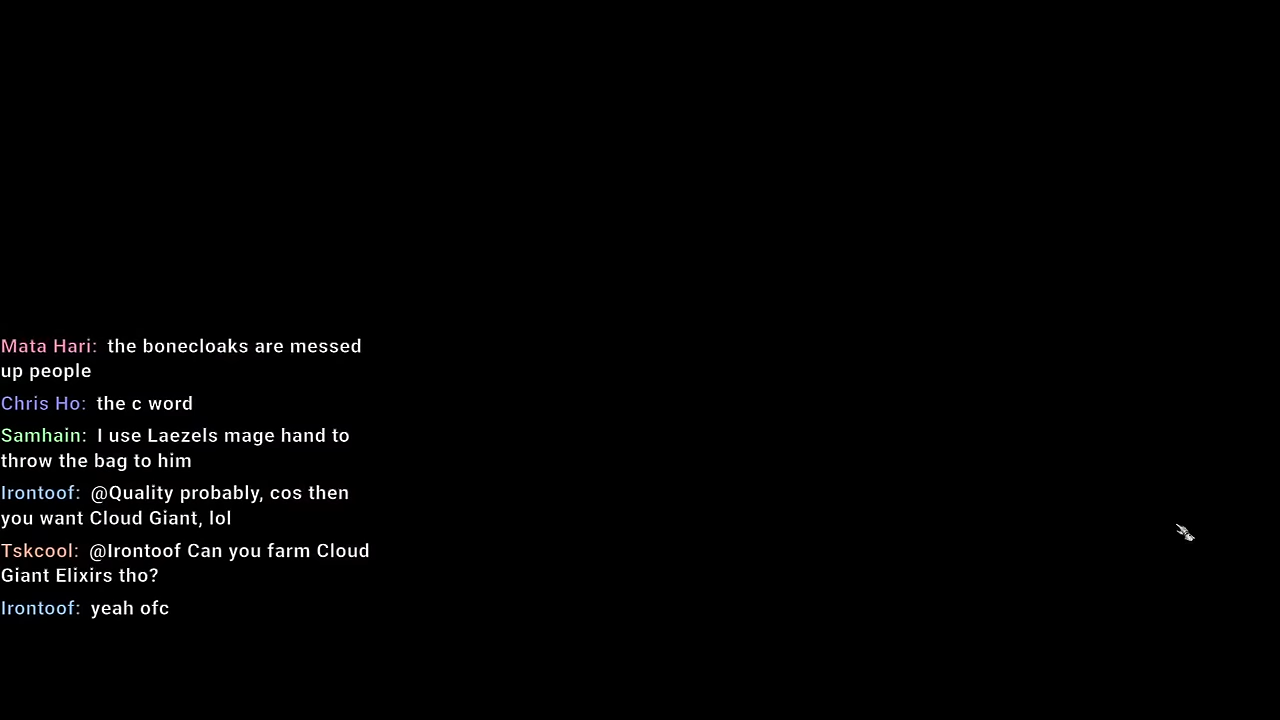 Mata Hari: the bonecloaks are messed
up people
Chris Ho: the c word
Samhain: I use Laezels mage hand to
throw the bag to him
Irontoof: @Quality probably, cos then
you want Cloud Giant, lol
Tskcool: @Irontoof Can you farm Cloud
Giant Elixirs tho?
Irontoof: yeah ofc